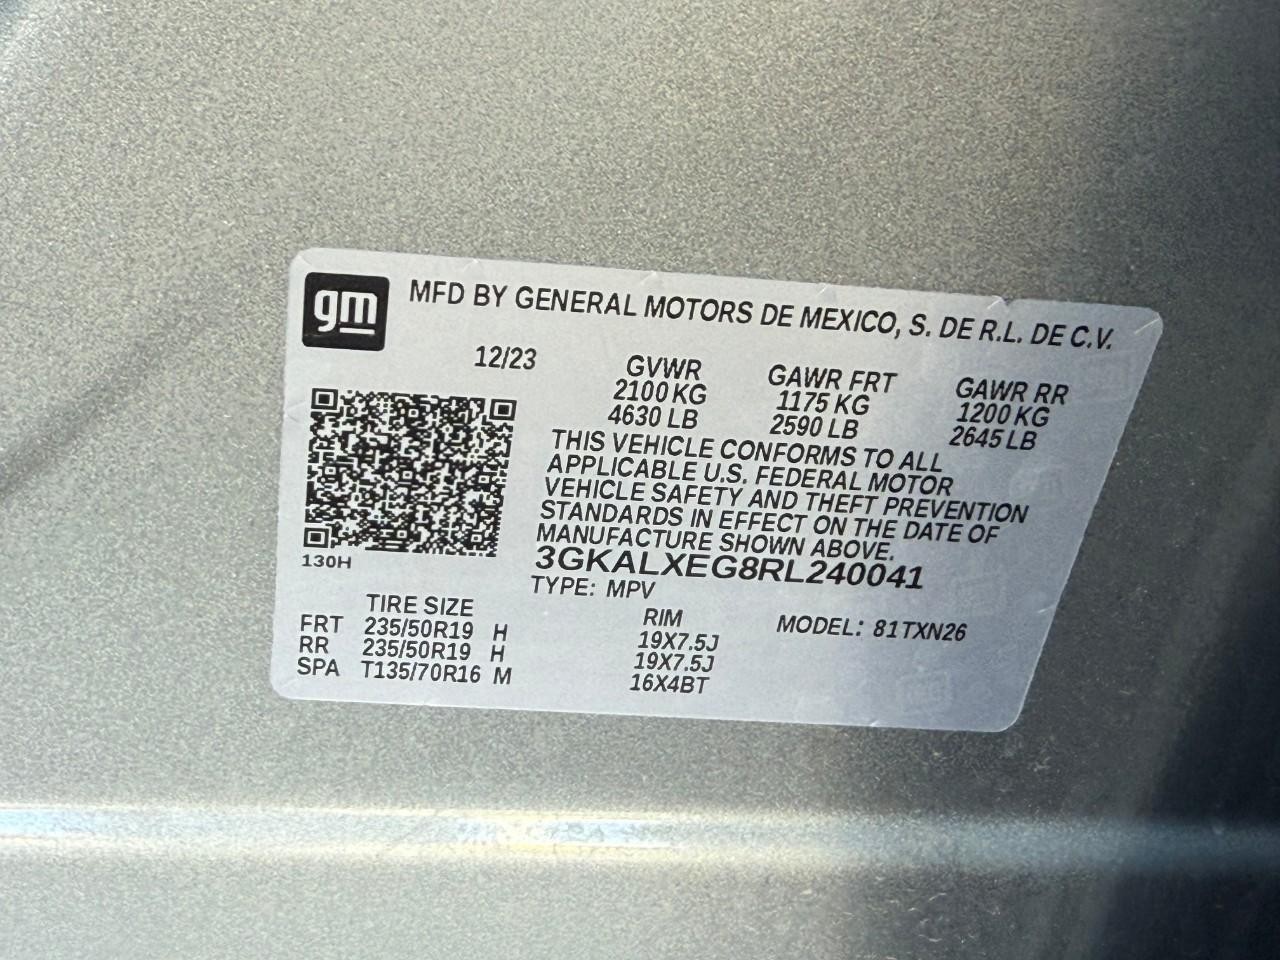 gm MFD BY GENERAL MOTORS DE MEXICO, S. DE R.L. DE C.V.
12/23 GVWR GAWR FRT GAWR RR
2100 KG 1175 KG 1200 KG
4630 LB 2590 LB 2645 LB
THIS VEHICLE CONFORMS TO ALL
APPLICABLE U.S. FEDERAL MOTOR
VEHICLE SAFETY AND THEFT PREVENTION
STANDARDS IN EFFECT ON THE DATE OF
MANUFACTURE SHOWN ABOVE.
130H 3GKALXEG8RL240041
TYPE: MPV
TIRE SIZE RIM MODEL: 81TXN26
FRT 235/50R19 H 19X7.5J
RR 235/50R19 H 19X7.5J
SPA T135/70R16 M 16X4BT